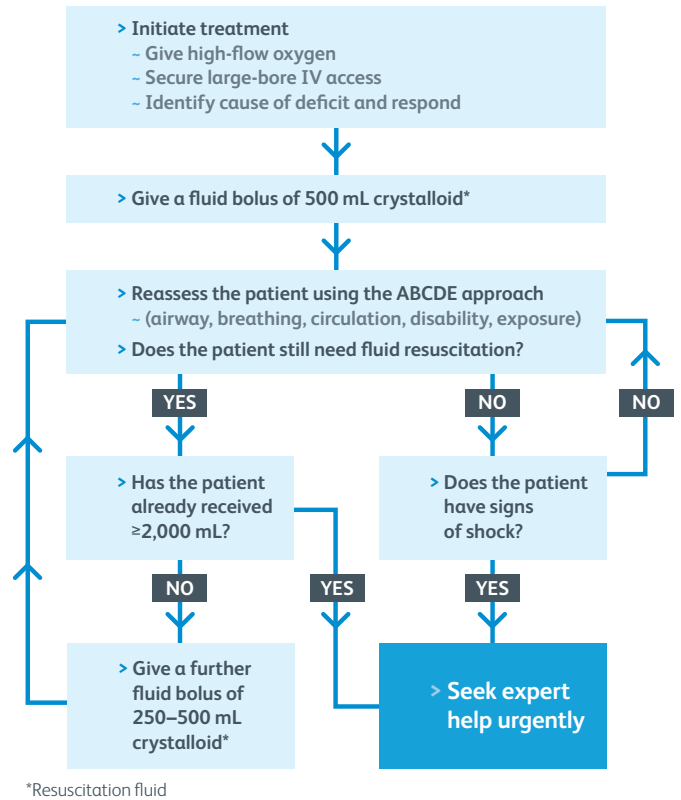 > Initiate treatment
~ Give high-flow oxygen
~ Secure large-bore IV access
~ Identify cause of deficit and respond
> Give a fluid bolus of 500 mL crystalloid*
> Reassess the patient using the ABCDE approach
~ (airway, breathing, circulation, disability, exposure)
> Does the patient still need fluid resuscitation?
YES
NO
NO
> Has the patient
already received
≥2,000 mL?
> Does the patient
have signs
of shock?
NO
YES
YES
> Give a further
fluid bolus of
250–500 mL
crystalloid*
> Seek expert
help urgently
*Resuscitation fluid